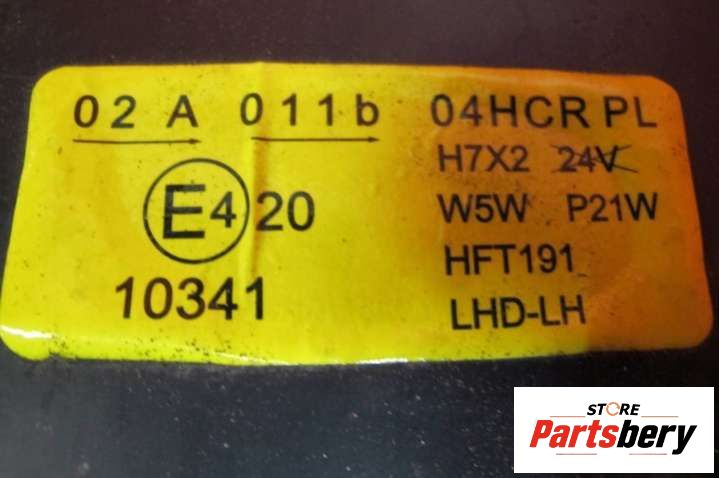 02 A 011b 04HCR PL
H7X2 24V
E4 20
W5W P21W
10341
HFT191
LHD-LH
STORE
Partsbery